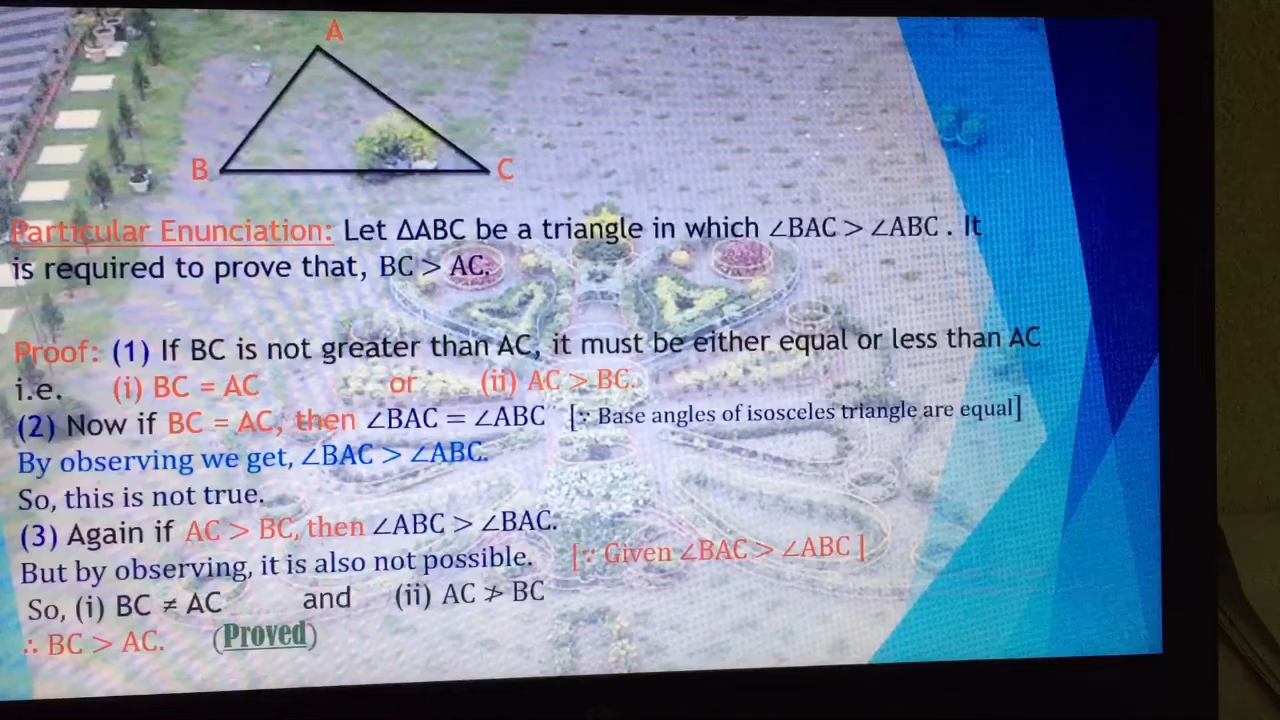 A
B
C
Particular Enunciation: Let ΔABC be a triangle in which ∠BAC > ∠ABC . It
is required to prove that, BC > AC.
Proof: (1) If BC is not greater than AC, it must be either equal or less than AC
i.e. (i) BC = AC or (ii) AC > BC.
(2) Now if BC = AC, then ∠BAC = ∠ABC [∵ Base angles of isosceles triangle are equal]
By observing we get, ∠BAC > ∠ABC.
So, this is not true.
(3) Again if AC > BC, then ∠ABC > ∠BAC.
But by observing, it is also not possible. [∵ Given ∠BAC > ∠ABC ]
So, (i) BC ≠ AC and (ii) AC ≯ BC
∴ BC > AC. (Proved)